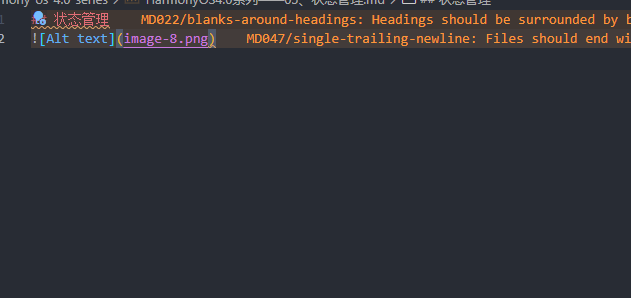 mony os 4.0 series > HarmonyOS4.0系列——03、状态管理.md > ## 状态管理
1 ## 状态管理 MD022/blanks-around-headings: Headings should be surrounded by b
2 ![Alt text](image-8.png) MD047/single-trailing-newline: Files should end wi